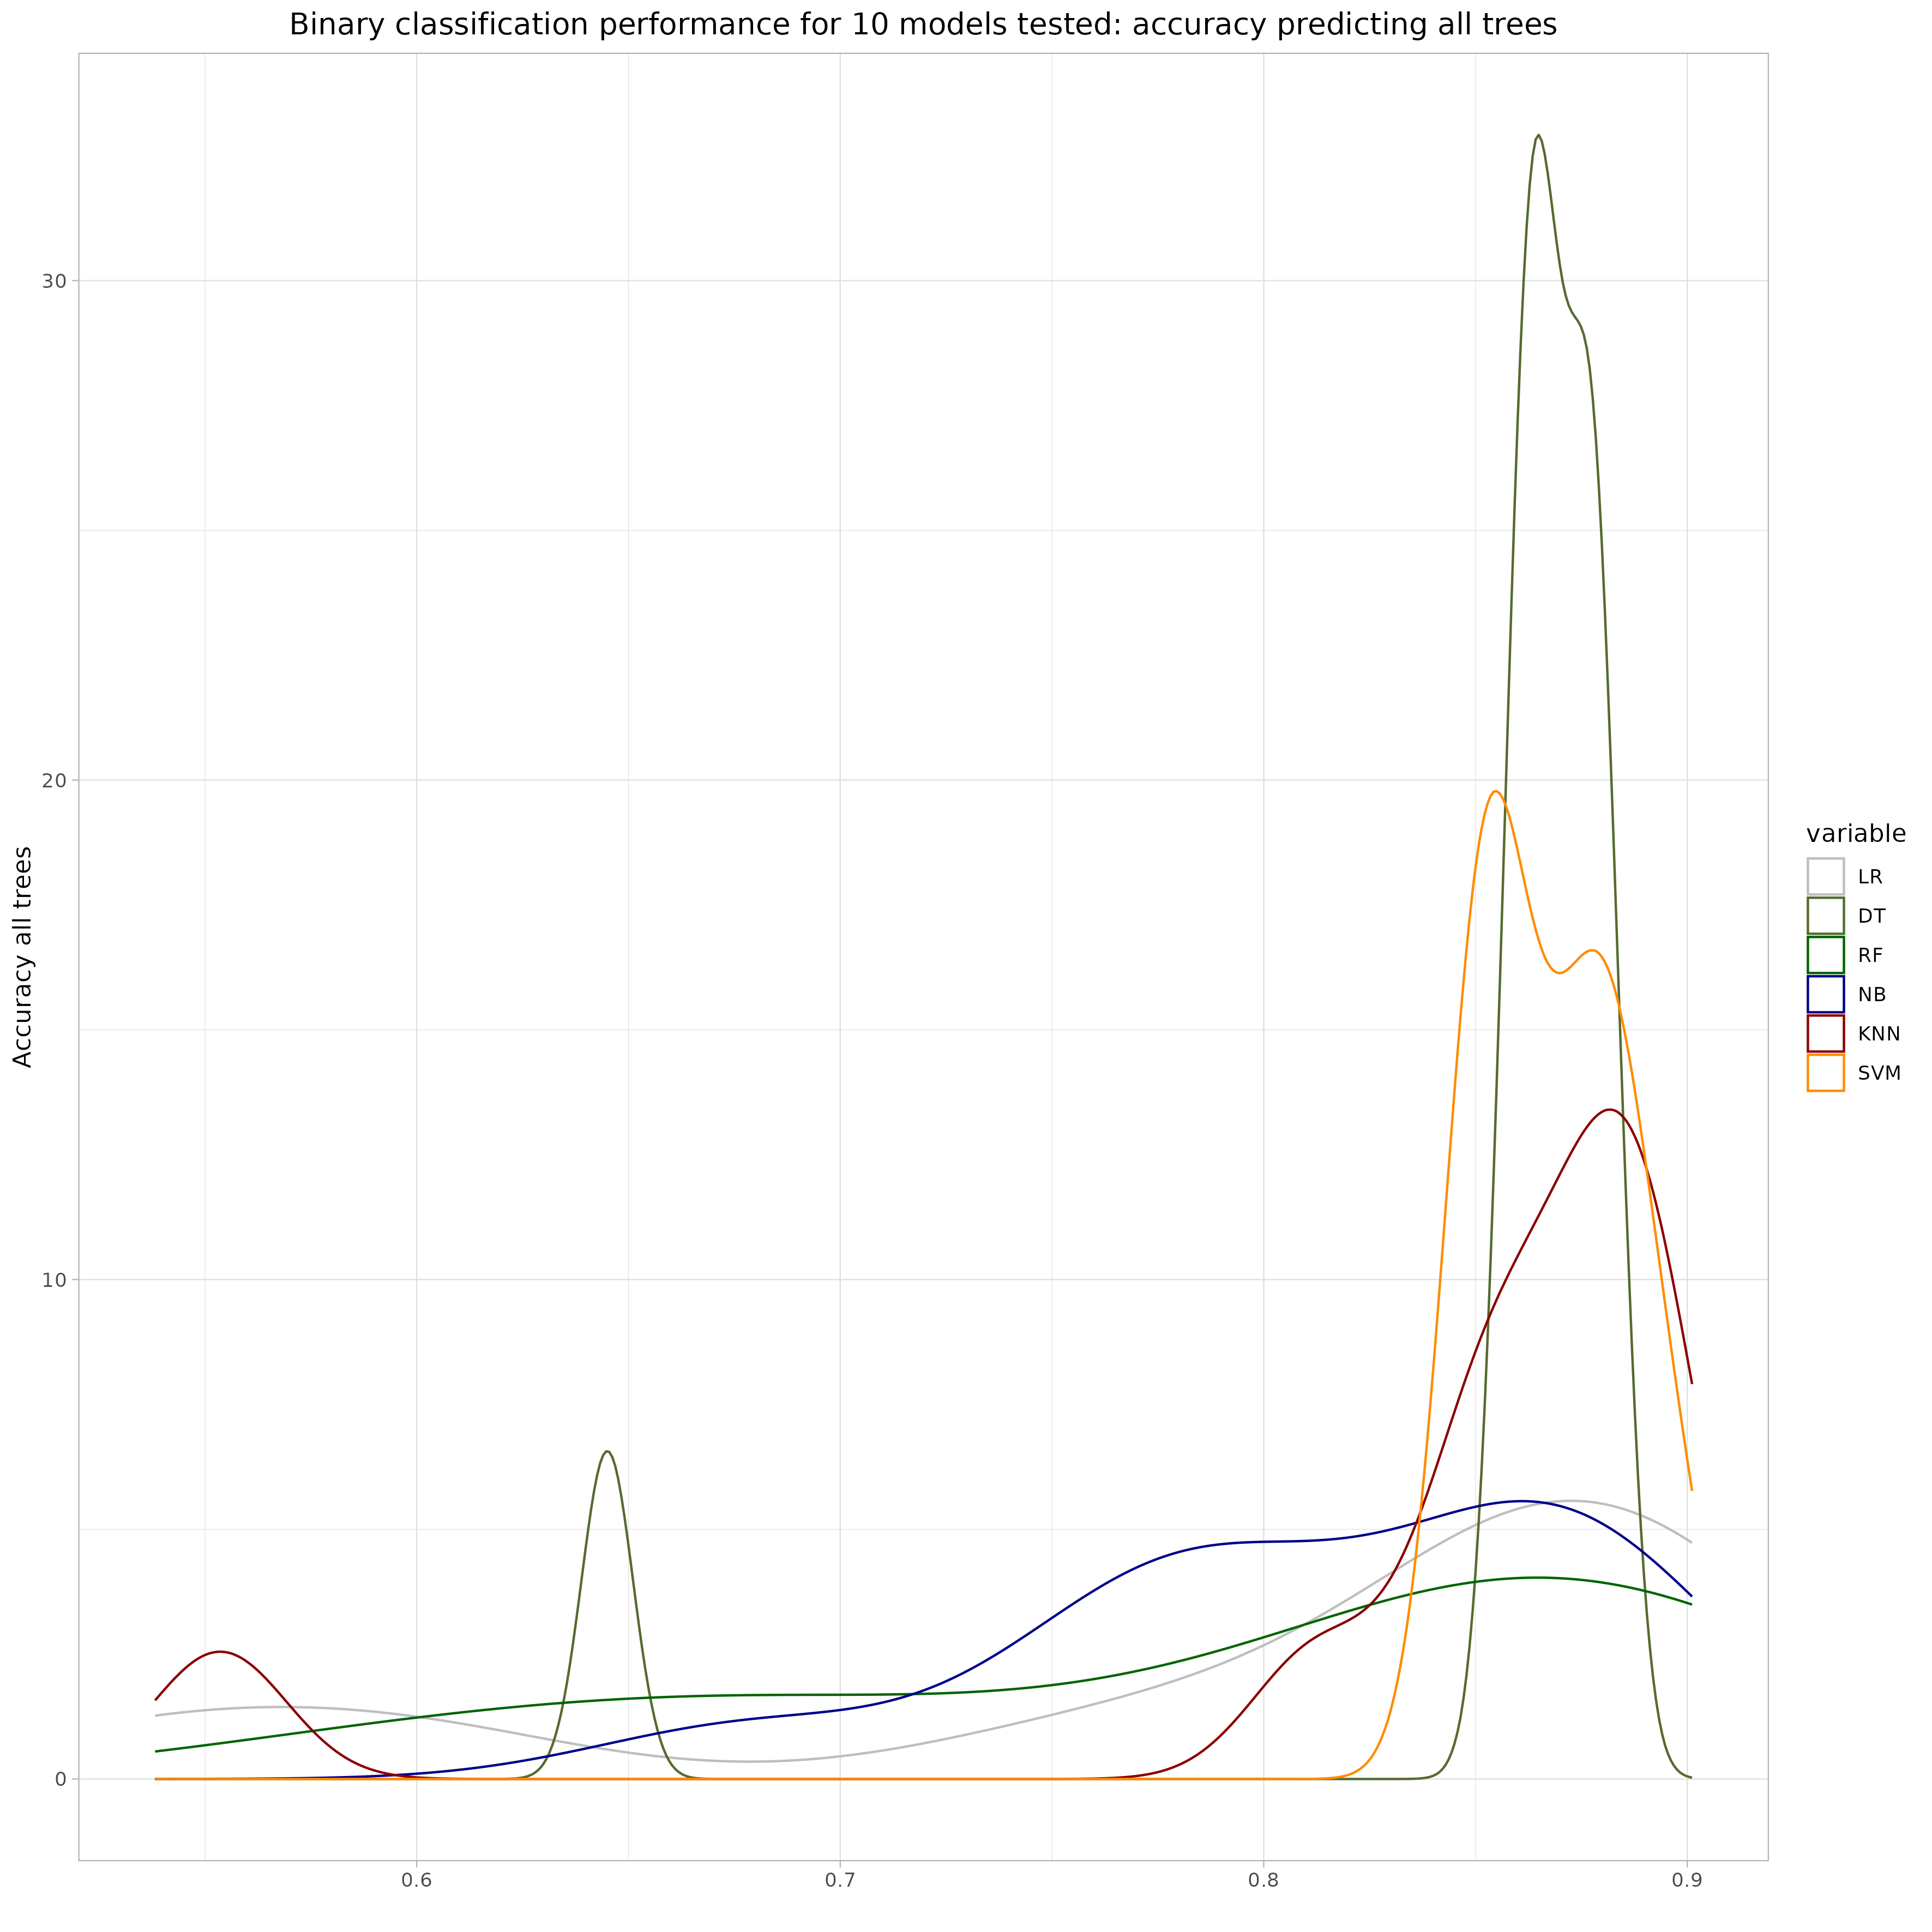 Binary classification performance for 10 models tested: accuracy predicting all trees
Accuracy all trees
30
20
10
0
0.6
0.7
0.8
0.9
variable
LR
DT
RF
NB
KNN
SVM